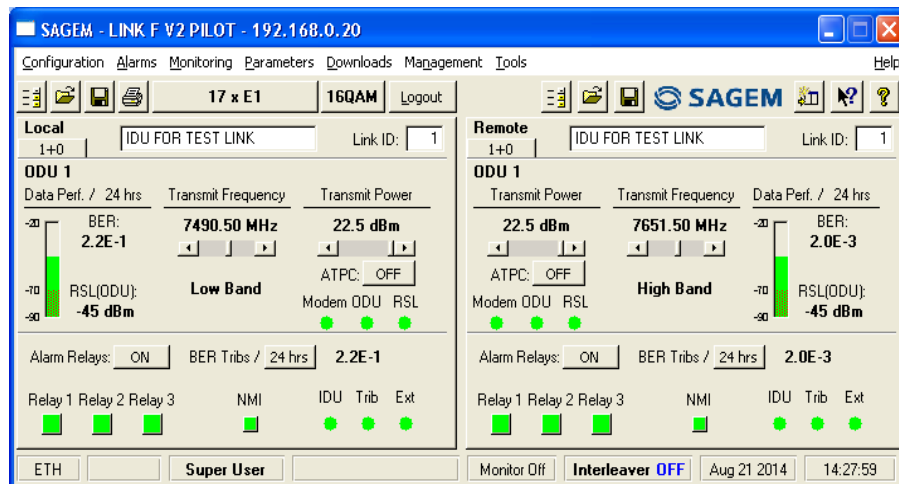 SAGEM - LINK F V2 PILOT - 192.168.0.20
Configuration Alarms Monitoring Parameters Downloads Management Tools Help
17 x E1 16QAM Logout SAGEM
Local
1+0 IDU FOR TEST LINK Link ID: 1
ODU 1
Data Perf. / 24 hrs Transmit Frequency Transmit Power
-20 BER: 7490.50 MHz 22.5 dBm
2.2E-1
ATPC: OFF
-70 RSL(ODU): Low Band
-90 -45 dBm Modem ODU RSL
Alarm Relays: ON BER Tribs / 24 hrs 2.2E-1
Relay 1 Relay 2 Relay 3 NMI IDU Trib Ext
Remote
1+0 IDU FOR TEST LINK Link ID: 1
ODU 1
Transmit Power Transmit Frequency Data Perf. / 24 hrs
22.5 dBm 7651.50 MHz -20 BER:
2.0E-3
ATPC: OFF
High Band -70 RSL(ODU):
Modem ODU RSL -90 -45 dBm
Alarm Relays: ON BER Tribs / 24 hrs 2.0E-3
Relay 1 Relay 2 Relay 3 NMI IDU Trib Ext
ETH Super User Monitor Off Interleaver OFF Aug 21 2014 14:27:59